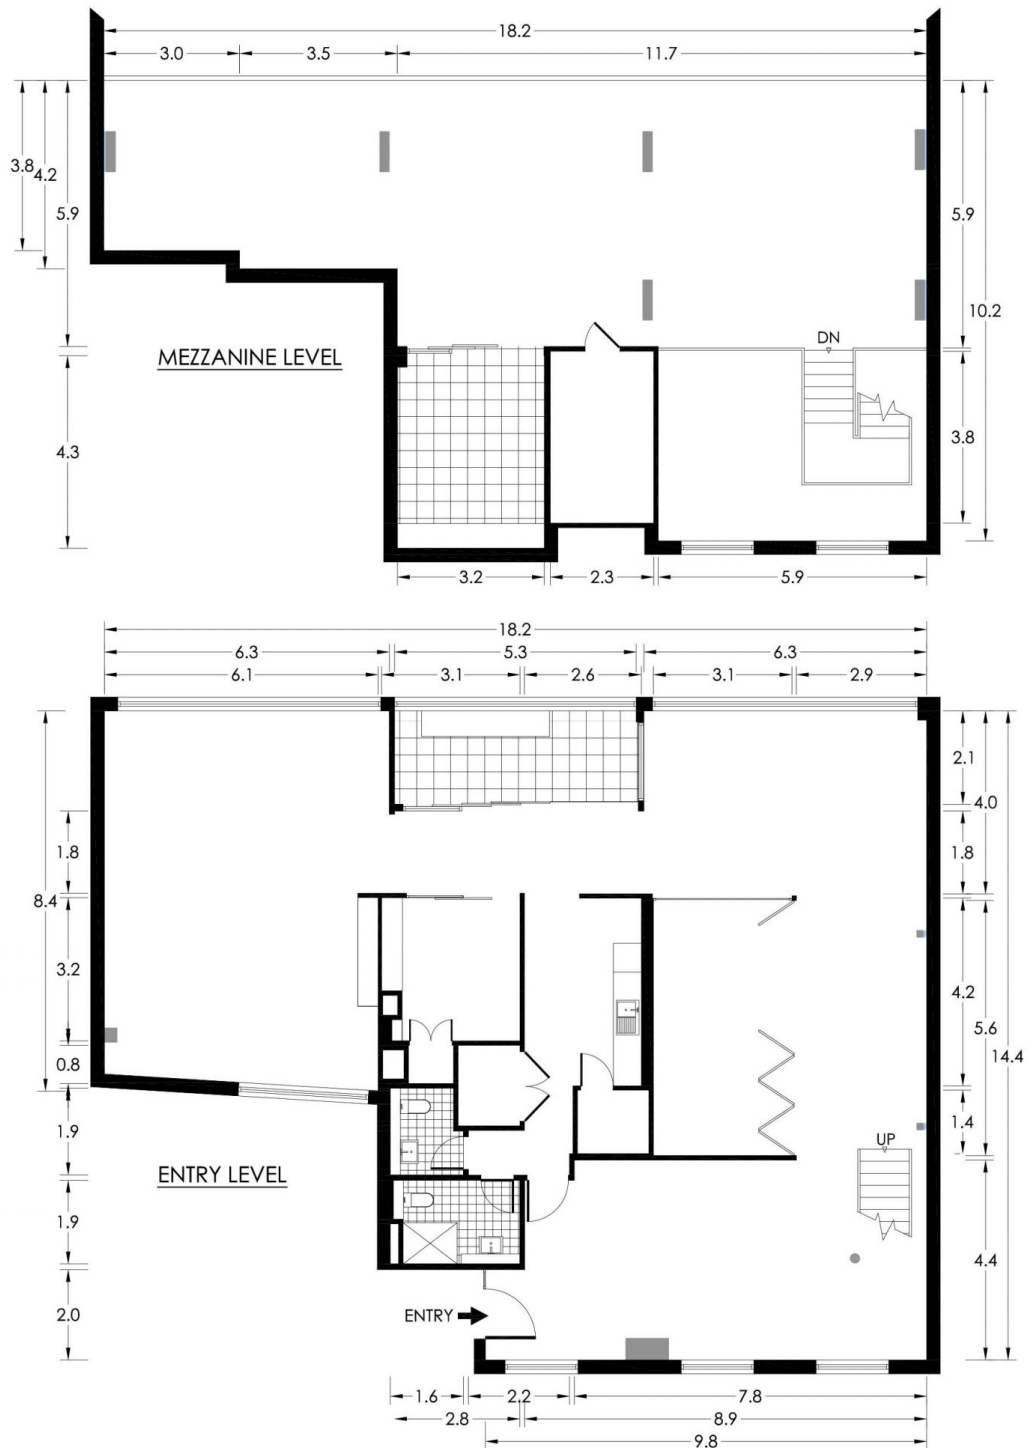 18.2
3.0 3.5 11.7
3.8 4.2 5.9 5.9 10.2
MEZZANINE LEVEL
DN
4.3 3.8
3.2 2.3 5.9
18.2
6.3 5.3 6.3
6.1 3.1 2.6 3.1 2.9
2.1
4.0
1.8 1.8
8.4
3.2 4.2
5.6
14.4
0.8
1.9 1.4
UP
ENTRY LEVEL
1.9
4.4
2.0
ENTRY
1.6 2.2 7.8
2.8 8.9
9.8